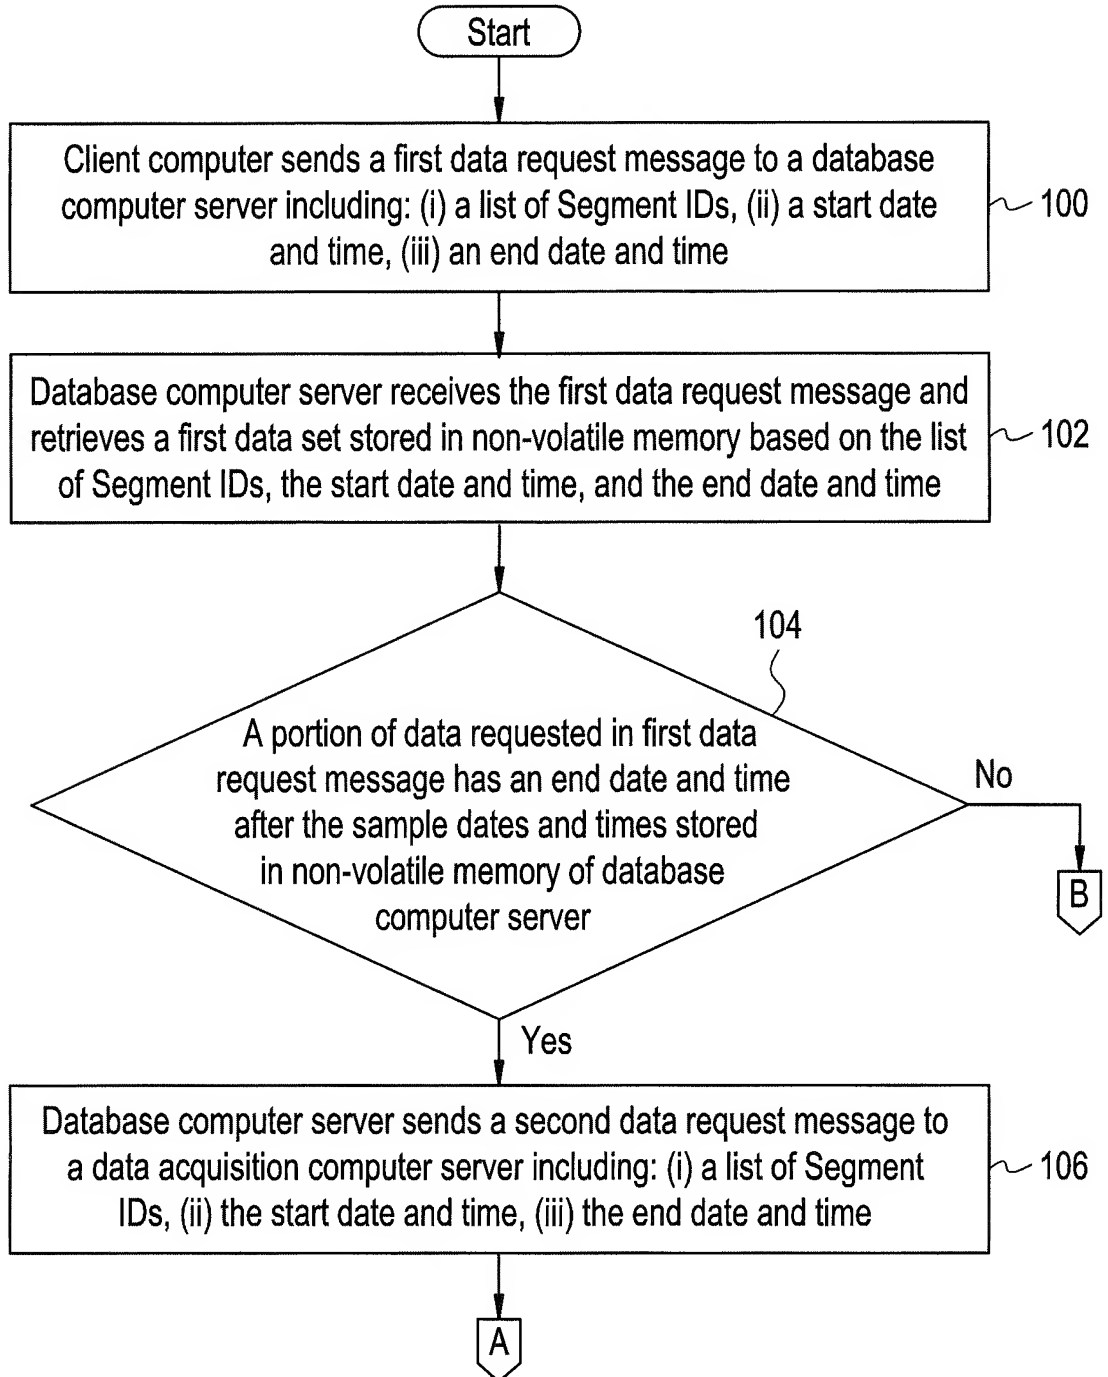 Start
Client computer sends a first data request message to a database
computer server including: (i) a list of Segment IDs, (ii) a start date
and time, (iii) an end date and time
100
Database computer server receives the first data request message and
retrieves a first data set stored in non-volatile memory based on the list
of Segment IDs, the start date and time, and the end date and time
102
104
A portion of data requested in first data
request message has an end date and time
after the sample dates and times stored
in non-volatile memory of database
computer server
No
B
Yes
Database computer server sends a second data request message to
a data acquisition computer server including: (i) a list of Segment
IDs, (ii) the start date and time, (iii) the end date and time
106
A